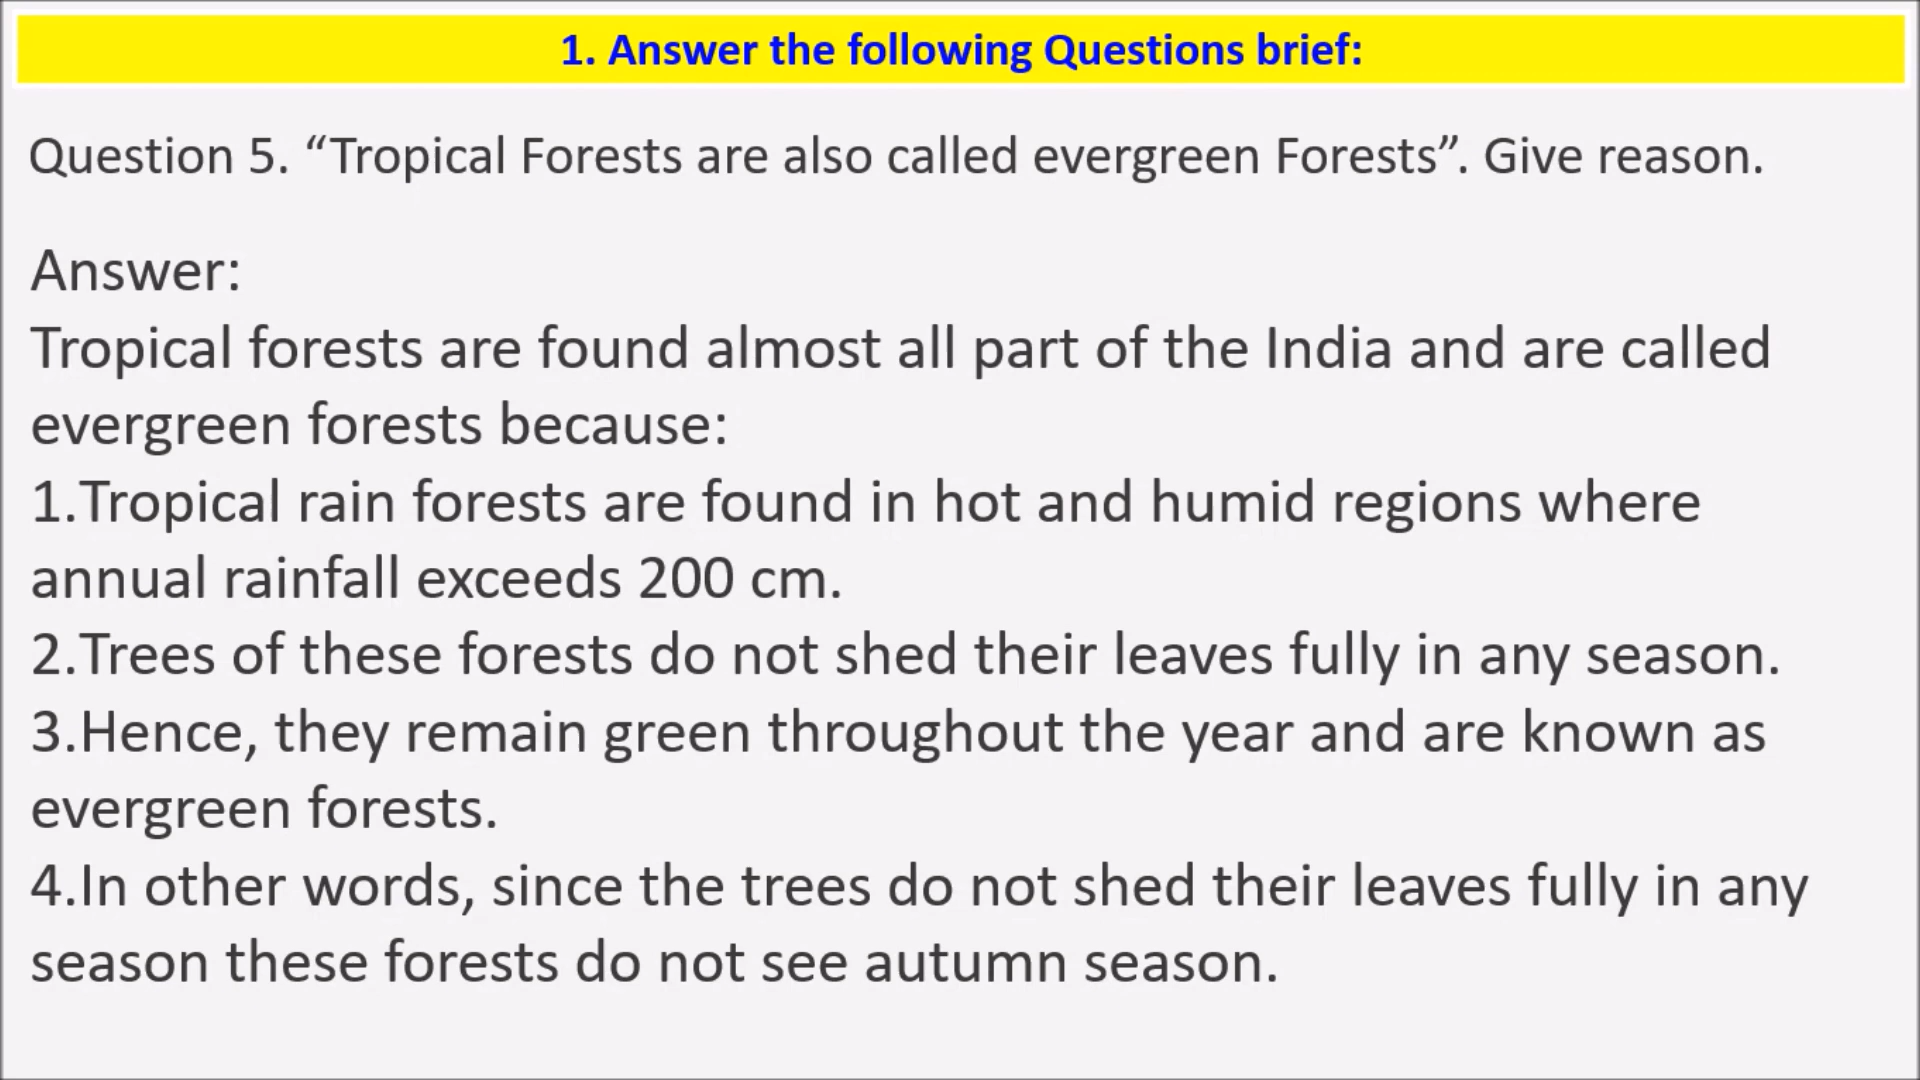 1. Answer the following Questions brief:
Question 5. “Tropical Forests are also called evergreen Forests”. Give reason.
Answer:
Tropical forests are found almost all part of the India and are called
evergreen forests because:
1.Tropical rain forests are found in hot and humid regions where
annual rainfall exceeds 200 cm.
2.Trees of these forests do not shed their leaves fully in any season.
3.Hence, they remain green throughout the year and are known as
evergreen forests.
4.In other words, since the trees do not shed their leaves fully in any
season these forests do not see autumn season.